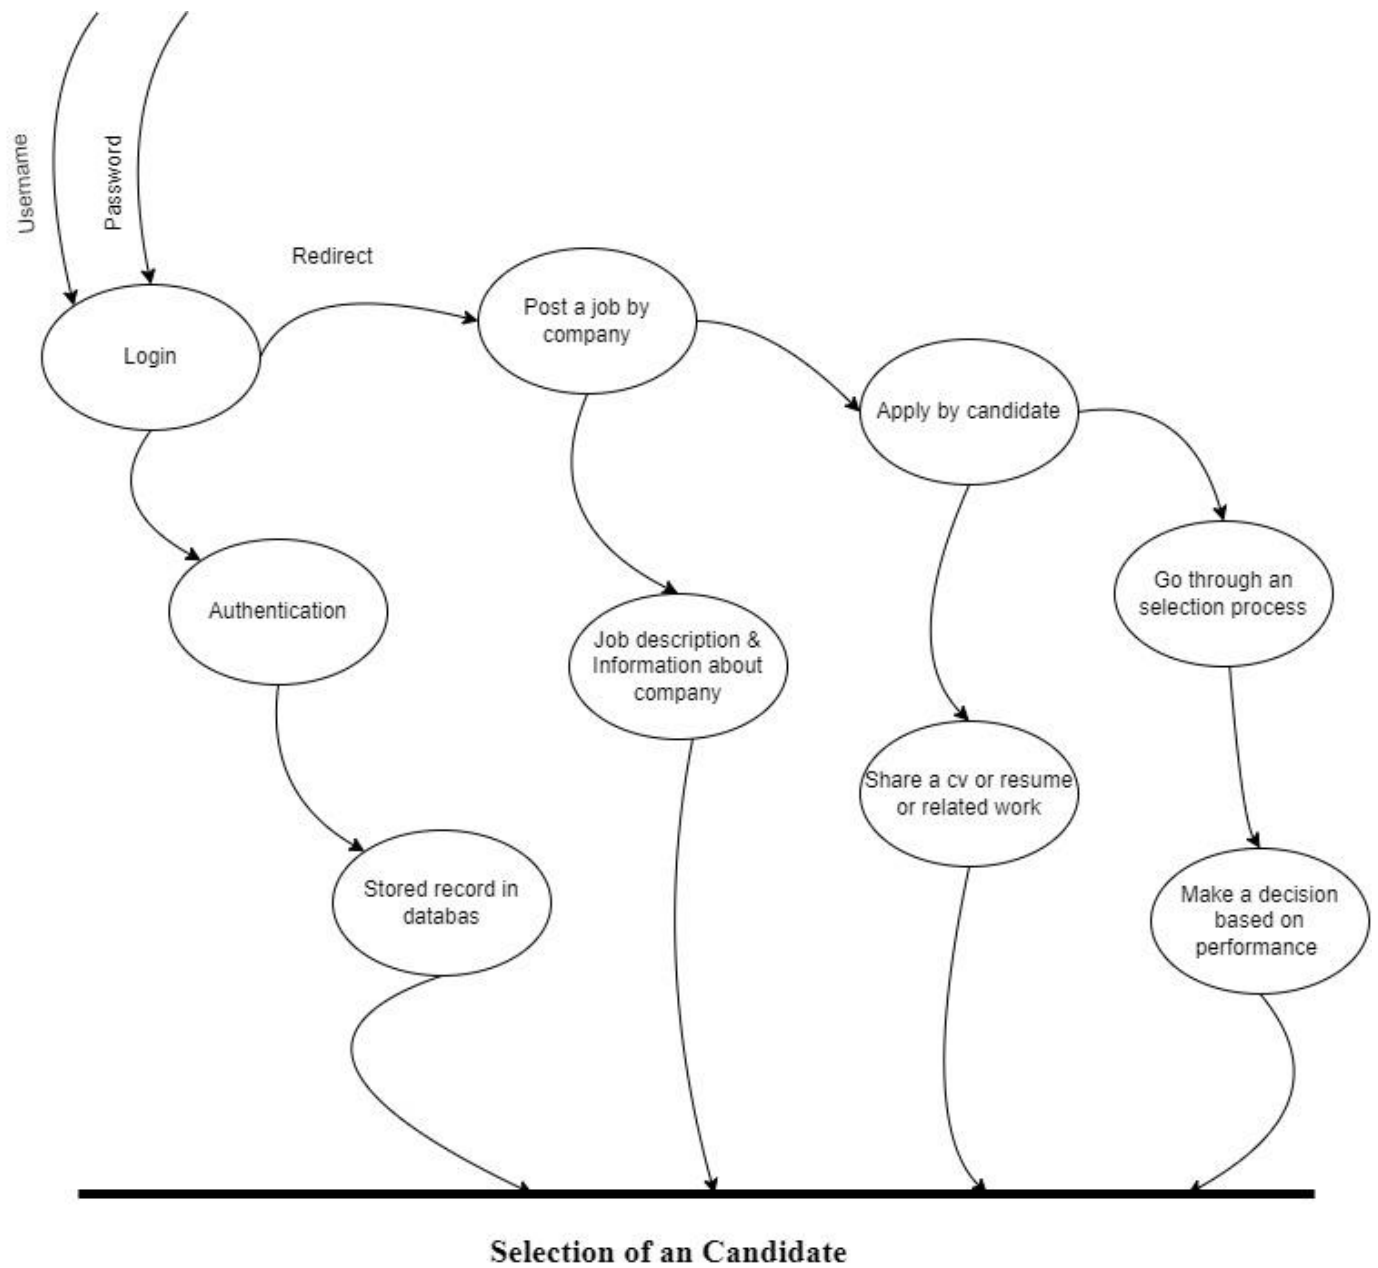 Username
Password
Redirect
Login
Post a job by
company
Apply by candidate
Go through an
selection process
Authentication
Job description &
Information about
company
Share a cv or resume
or related work
Stored record in
databas
Make a decision
based on
performance
Selection of an Candidate